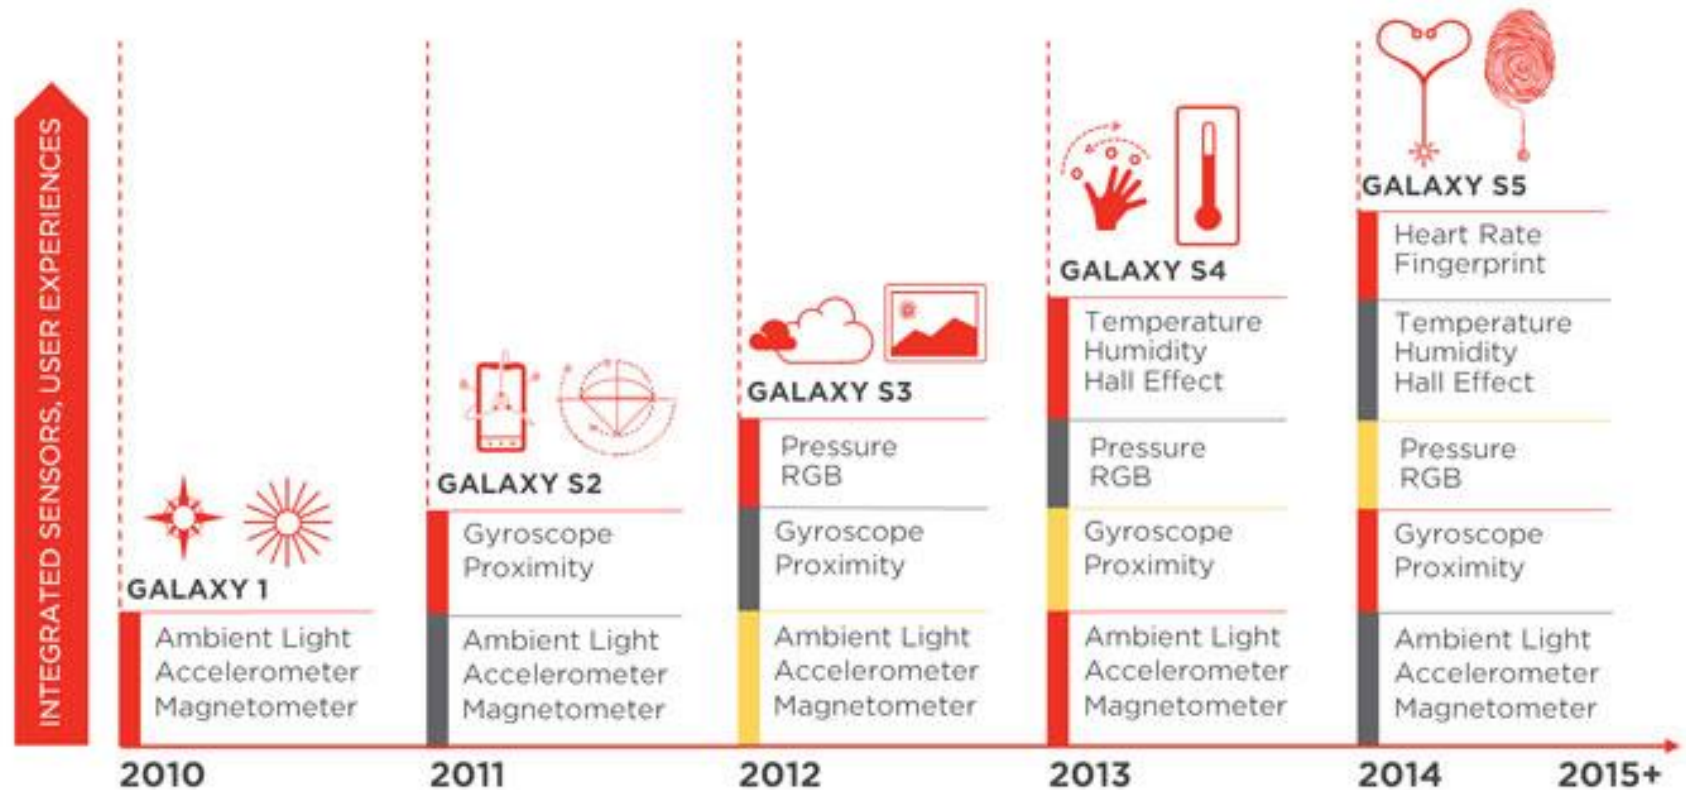 INTEGRATED SENSORS, USER EXPERIENCES
GALAXY 1
Ambient Light
Accelerometer
Magnetometer
GALAXY S2
Gyroscope
Proximity
Ambient Light
Accelerometer
Magnetometer
GALAXY S3
Pressure
RGB
Gyroscope
Proximity
Ambient Light
Accelerometer
Magnetometer
GALAXY S4
Temperature
Humidity
Hall Effect
Pressure
RGB
Gyroscope
Proximity
Ambient Light
Accelerometer
Magnetometer
GALAXY S5
Heart Rate
Fingerprint
Temperature
Humidity
Hall Effect
Pressure
RGB
Gyroscope
Proximity
Ambient Light
Accelerometer
Magnetometer
2010
2011
2012
2013
2014
2015+